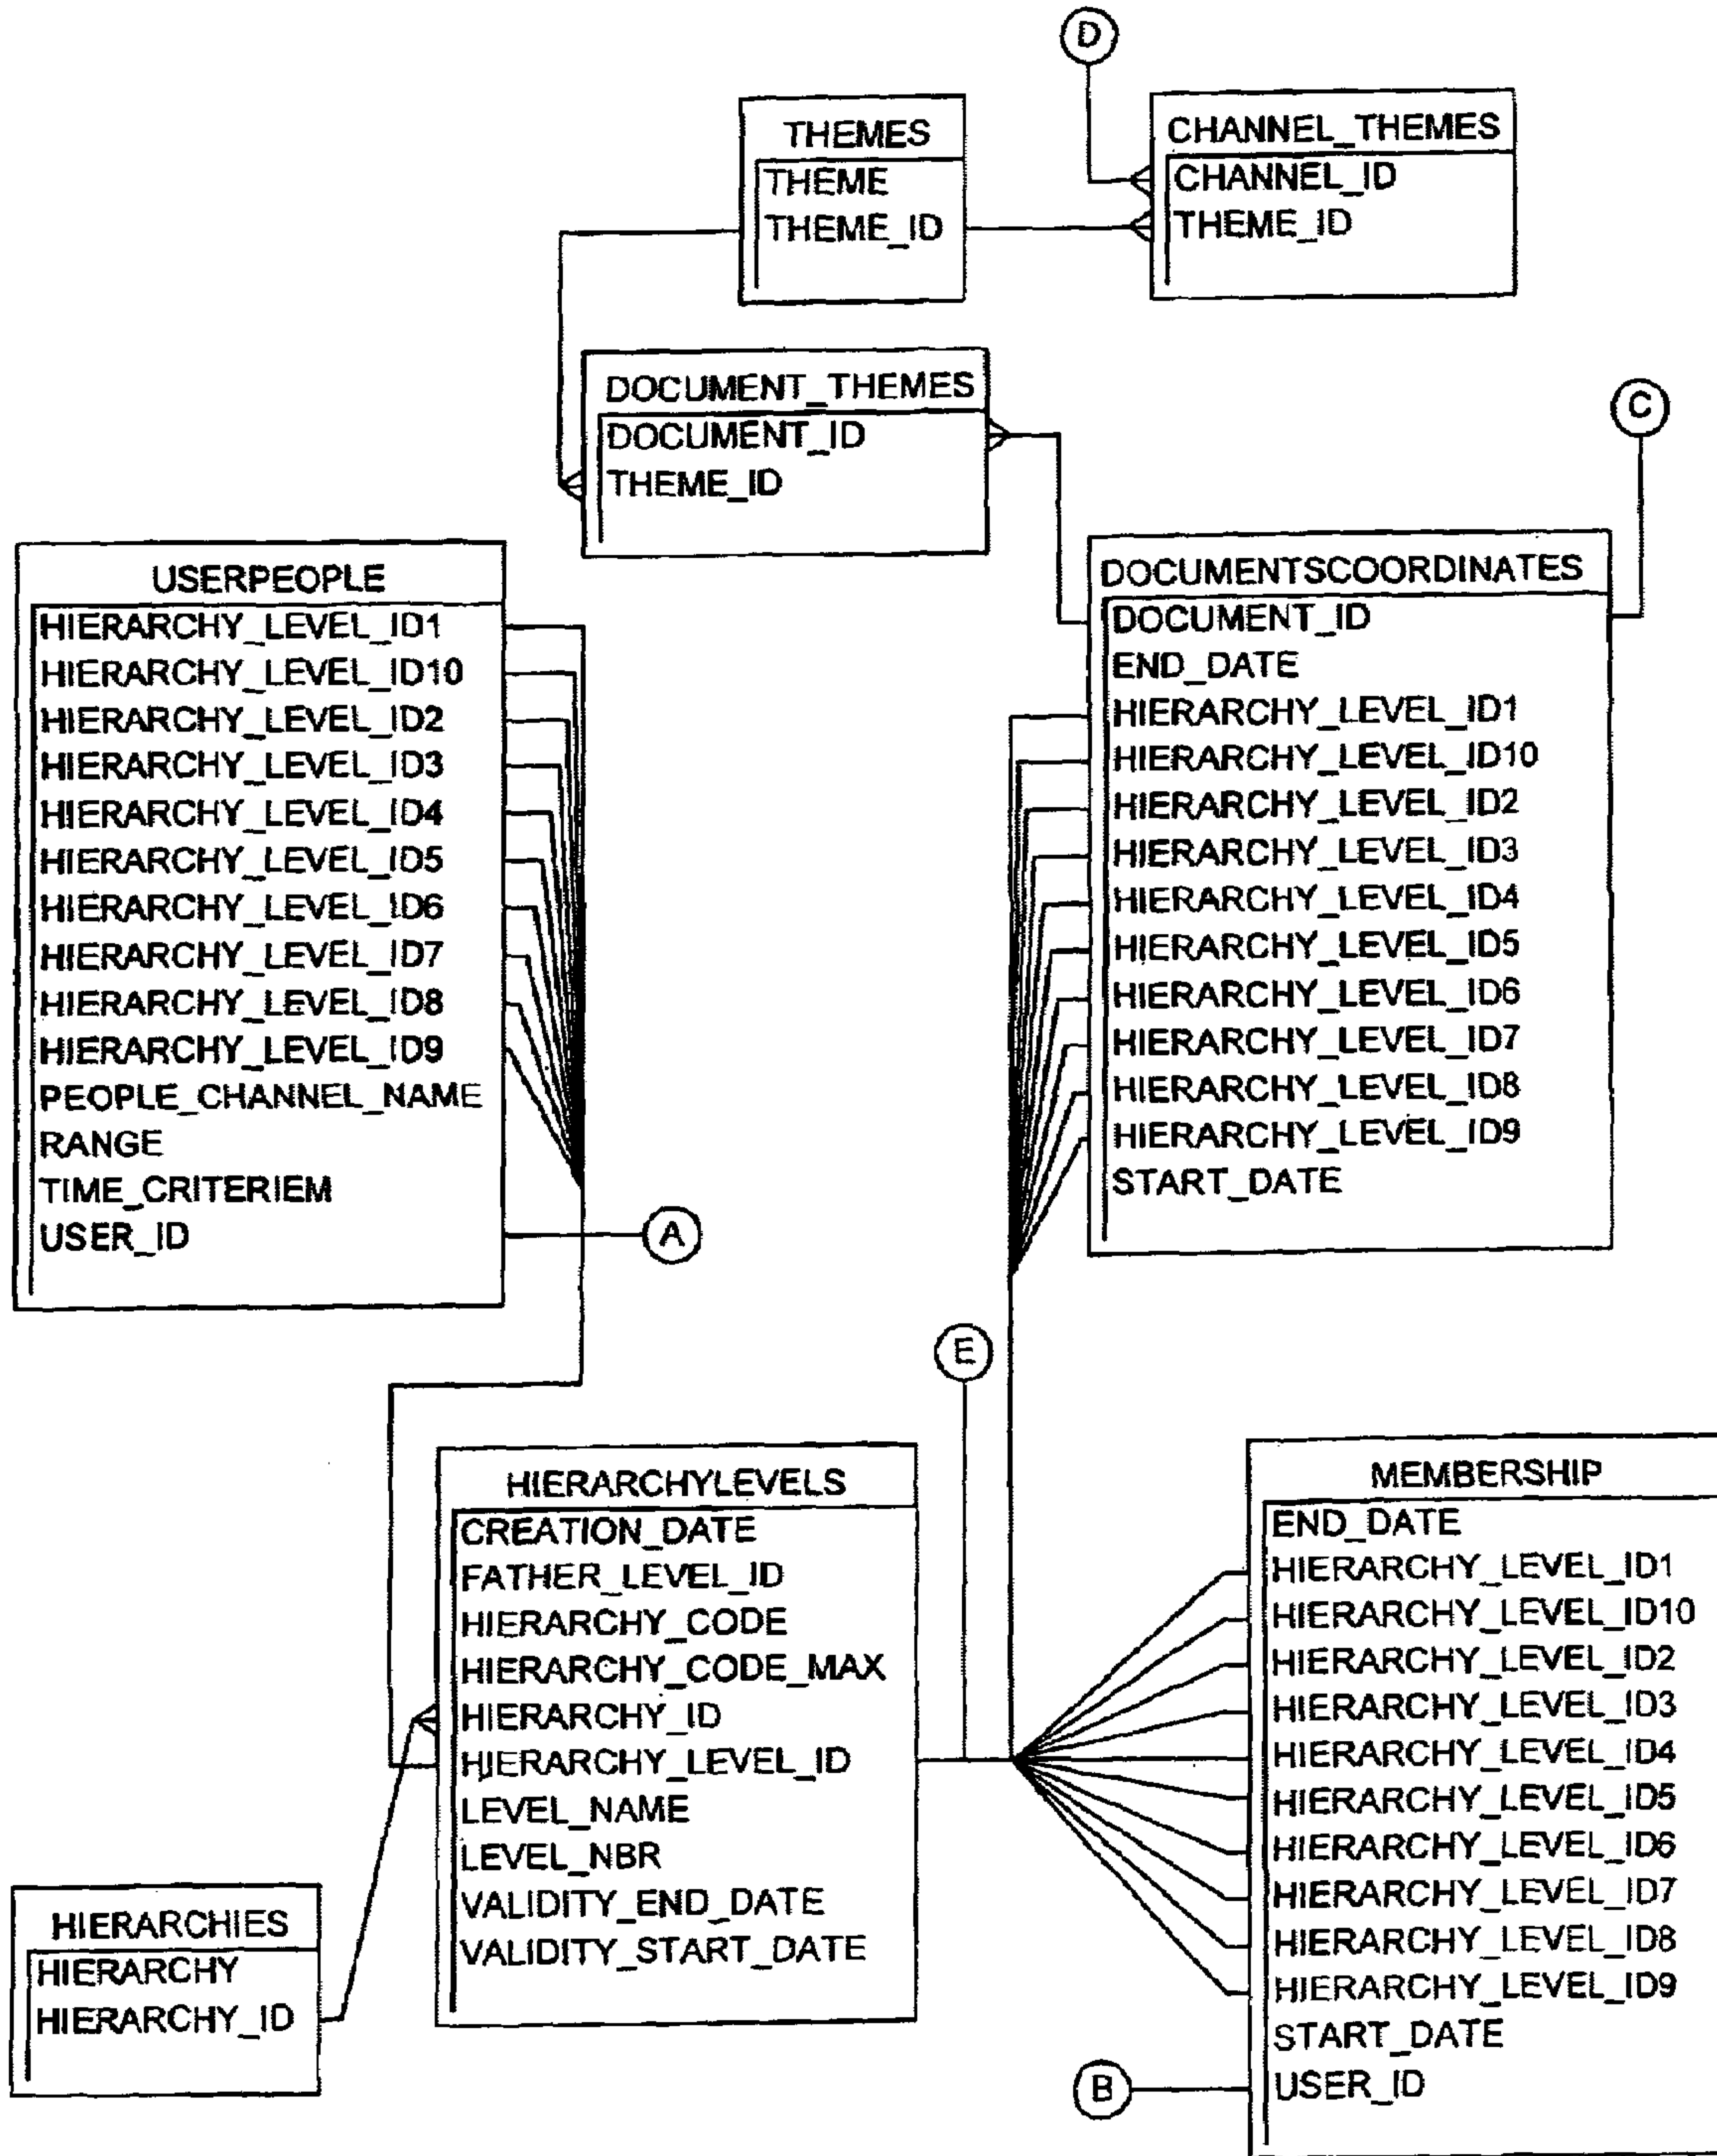 D
THEMES
THEME
THEME_ID
CHANNEL_THEMES
CHANNEL_ID
THEME_ID
DOCUMENT_THEMES
DOCUMENT_ID
THEME_ID
C
USERPEOPLE
HIERARCHY_LEVEL_ID1
HIERARCHY_LEVEL_ID10
HIERARCHY_LEVEL_ID2
HIERARCHY_LEVEL_ID3
HIERARCHY_LEVEL_ID4
HIERARCHY_LEVEL_ID5
HIERARCHY_LEVEL_ID6
HIERARCHY_LEVEL_ID7
HIERARCHY_LEVEL_ID8
HIERARCHY_LEVEL_ID9
PEOPLE_CHANNEL_NAME
RANGE
TIME_CRITERIEM
USER_ID
A
DOCUMENTSCOORDINATES
DOCUMENT_ID
END_DATE
HIERARCHY_LEVEL_ID1
HIERARCHY_LEVEL_ID10
HIERARCHY_LEVEL_ID2
HIERARCHY_LEVEL_ID3
HIERARCHY_LEVEL_ID4
HIERARCHY_LEVEL_ID5
HIERARCHY_LEVEL_ID6
HIERARCHY_LEVEL_ID7
HIERARCHY_LEVEL_ID8
HIERARCHY_LEVEL_ID9
START_DATE
E
HIERARCHYLEVELS
CREATION_DATE
FATHER_LEVEL_ID
HIERARCHY_CODE
HIERARCHY_CODE_MAX
HIERARCHY_ID
HIERARCHY_LEVEL_ID
LEVEL_NAME
LEVEL_NBR
VALIDITY_END_DATE
VALIDITY_START_DATE
MEMBERSHIP
END_DATE
HIERARCHY_LEVEL_ID1
HIERARCHY_LEVEL_ID10
HIERARCHY_LEVEL_ID2
HIERARCHY_LEVEL_ID3
HIERARCHY_LEVEL_ID4
HIERARCHY_LEVEL_ID5
HIERARCHY_LEVEL_ID6
HIERARCHY_LEVEL_ID7
HIERARCHY_LEVEL_ID8
HIERARCHY_LEVEL_ID9
START_DATE
USER_ID
B
HIERARCHIES
HIERARCHY
HIERARCHY_ID